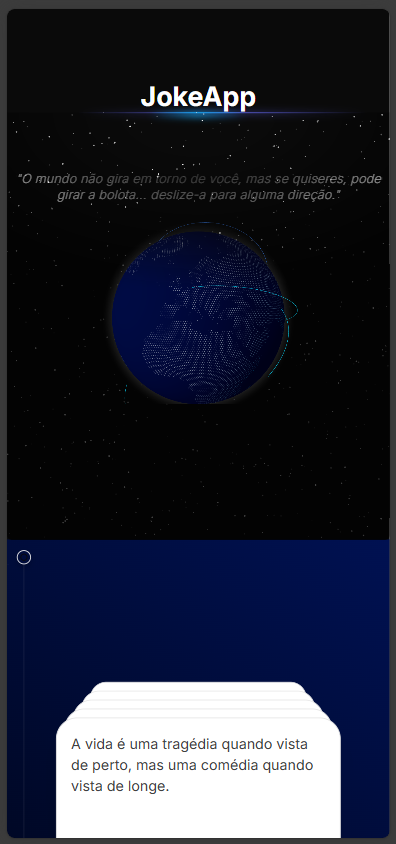 JokeApp
"O mundo não gira em torno de você, mas se quiseres, pode
girar a bolota... deslize-a para alguma direção."
A vida é uma tragédia quando vista
de perto, mas uma comédia quando
vista de longe.